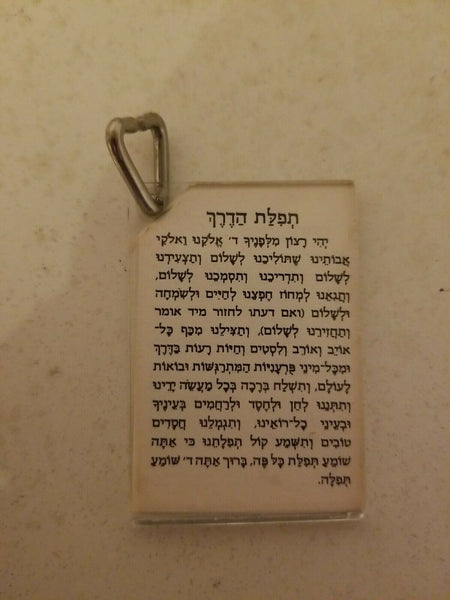 תְּפִלַּת הַדֶּרֶךְ
יְהִי רָצוֹן מִלְּפָנֶיךָ ד׳ אֱלֹקֵנוּ וֵאלֹקֵי
אֲבוֹתֵינוּ שֶׁתּוֹלִיכֵנוּ לְשָׁלוֹם וְתַצְעִידֵנוּ
לְשָׁלוֹם וְתַדְרִיכֵנוּ וְתִסְמְכֵנוּ לְשָׁלוֹם,
וְתַגִּיעֵנוּ לִמְחוֹז חֶפְצֵנוּ לְחַיִּים וּלְשִׂמְחָה
וּלְשָׁלוֹם (ואם דעתו לחזור מיד אומר
וְתַחֲזִירֵנוּ לְשָׁלוֹם), וְתַצִּילֵנוּ מִכַּף כָּל־
אוֹיֵב וְאוֹרֵב וְלִסְטִים וְחַיּוֹת רָעוֹת בַּדֶּרֶךְ
וּמִכָּל־מִינֵי פֻּרְעָנִיּוֹת הַמִּתְרַגְּשׁוֹת וּבוֹאוֹת
לָעוֹלָם, וְתִשְׁלַח בְּרָכָה בְּכָל מַעֲשֵׂה יָדֵינוּ
וְתִתְּנֵנוּ לְחֵן וּלְחֶסֶד וּלְרַחֲמִים בְּעֵינֶיךָ
וּבְעֵינֵי כָל־רוֹאֵינוּ, וְתִגְמְלֵנוּ חֲסָדִים
טוֹבִים וְתִשְׁמַע קוֹל תְּפִלָּתֵנוּ כִּי אַתָּה
שׁוֹמֵעַ תְּפִלַּת כָּל פֶּה, בָּרוּךְ אַתָּה ד׳ שׁוֹמֵעַ
תְּפִלָּה.